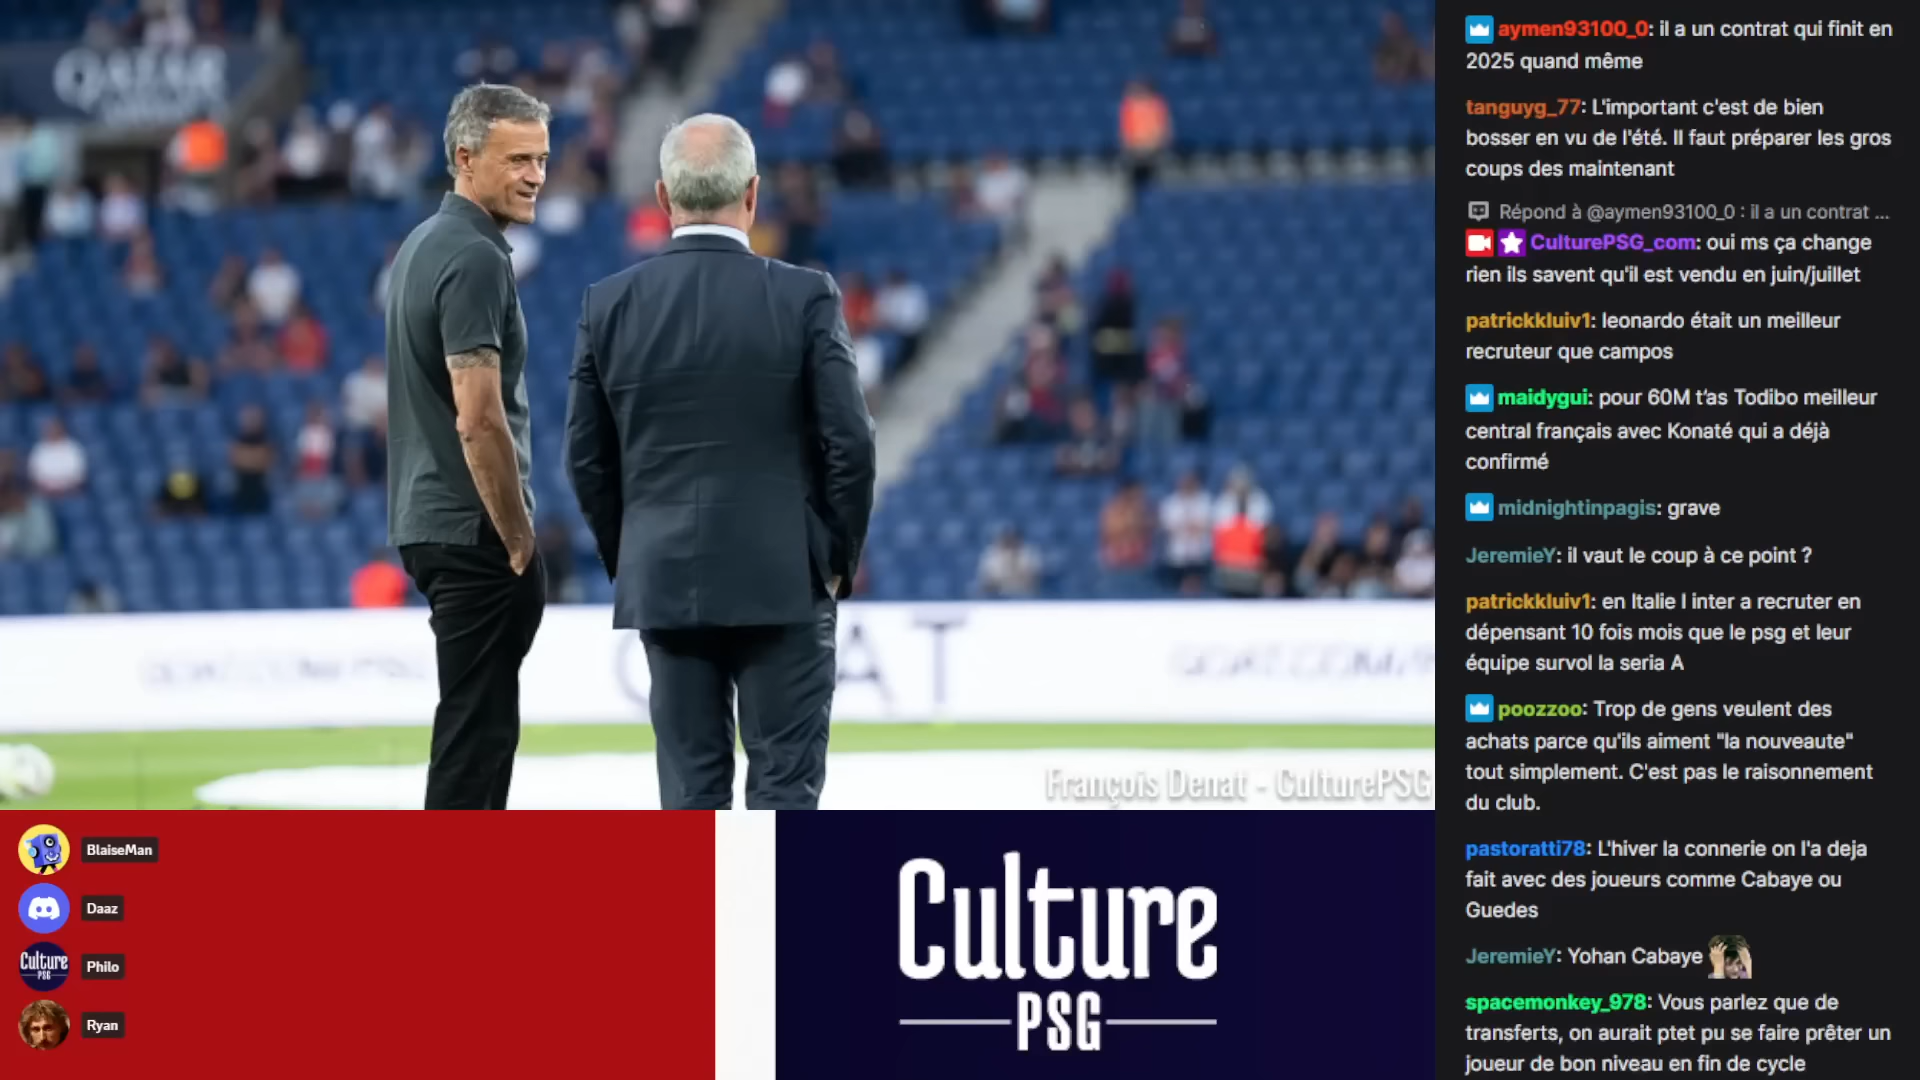 QATAR
François Denat - CulturePSG
BlaiseMan
Daaz
Culture
PSG
Philo
Ryan
Culture
PSG
aymen93100_0: il a un contrat qui finit en
2025 quand même
tanguyg_77: L'important c'est de bien
bosser en vu de l'été. Il faut préparer les gros
coups des maintenant
Répond à @aymen93100_0 : il a un contrat ...
CulturePSG_com: oui ms ça change
rien ils savent qu'il est vendu en juin/juillet
patrickkluiv1: leonardo était un meilleur
recruteur que campos
maidygui: pour 60M t'as Todibo meilleur
central français avec Konaté qui a déjà
confirmé
midnightinpagis: grave
JeremieY: il vaut le coup à ce point ?
patrickkluiv1: en Italie l inter a recruter en
dépensant 10 fois mois que le psg et leur
équipe survol la seria A
poozzoo: Trop de gens veulent des
achats parce qu'ils aiment "la nouveaute"
tout simplement. C'est pas le raisonnement
du club.
pastoratti78: L'hiver la connerie on l'a deja
fait avec des joueurs comme Cabaye ou
Guedes
JeremieY: Yohan Cabaye
spacemonkey_978: Vous parlez que de
transferts, on aurait ptet pu se faire prêter un
joueur de bon niveau en fin de cycle